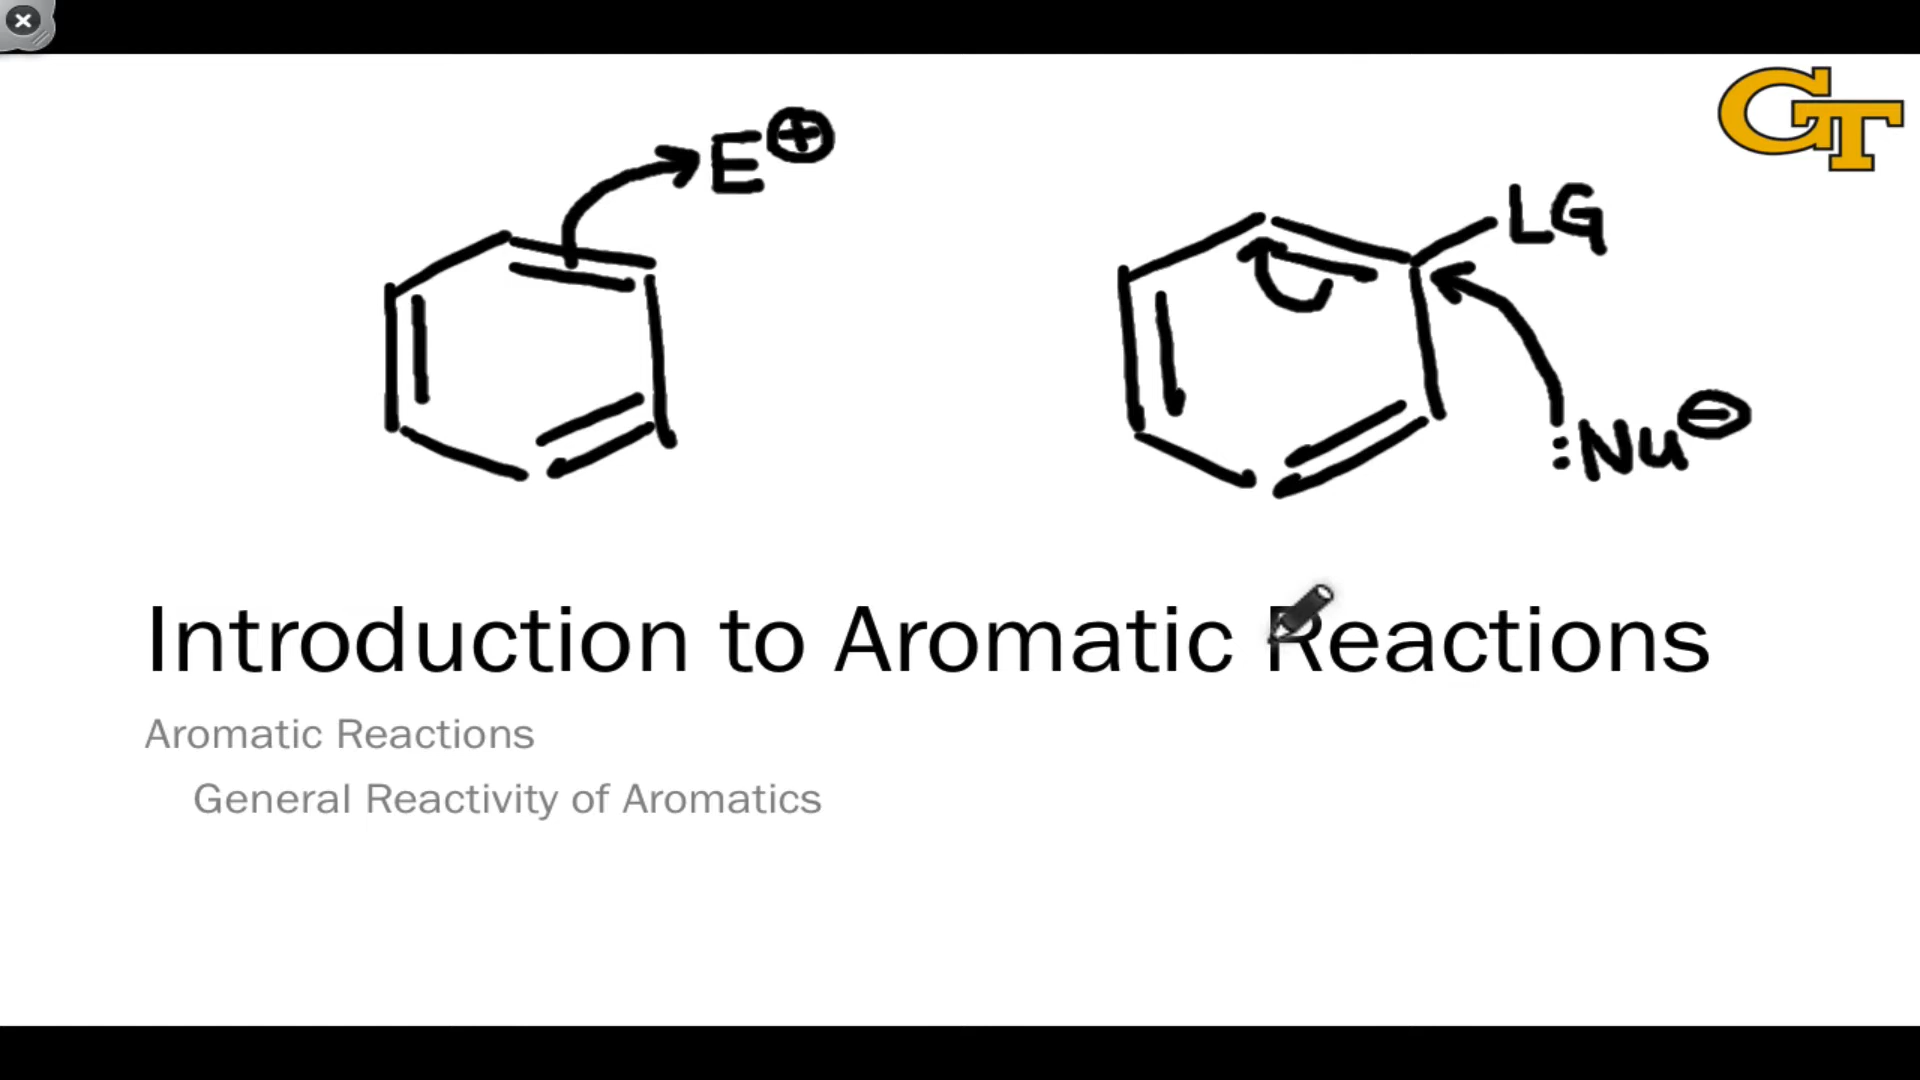 E⊕
LG
:Nu⊖
GT
Introduction to Aromatic Reactions
Aromatic Reactions
General Reactivity of Aromatics